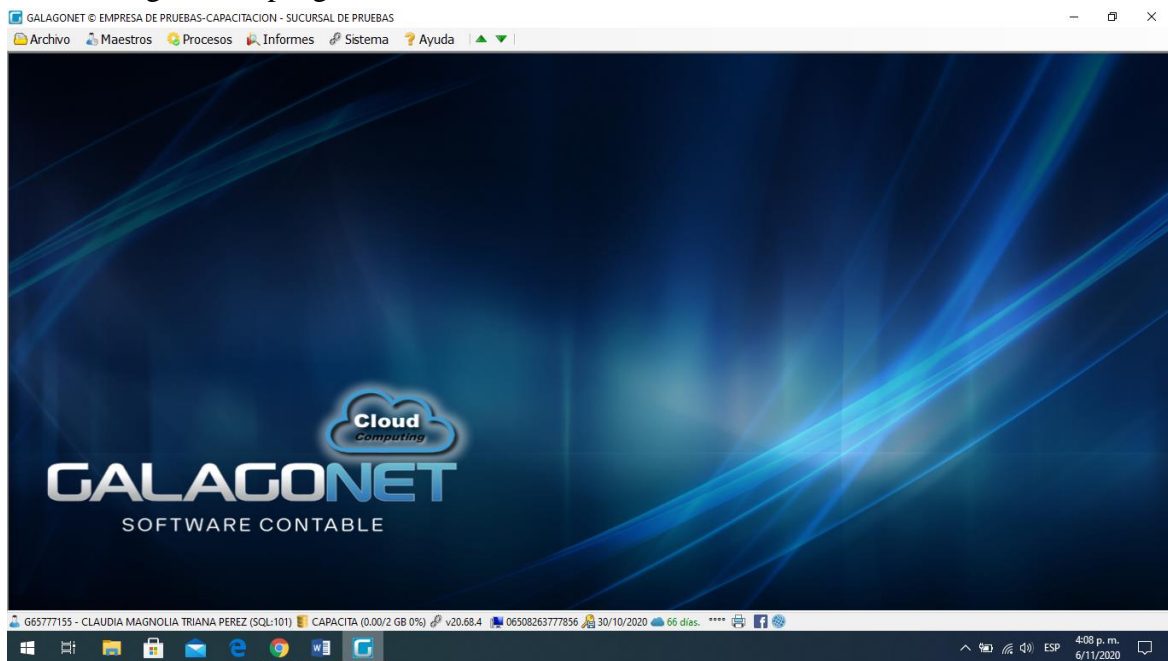 GALAGONET © EMPRESA DE PRUEBAS-CAPACITACION - SUCURSAL DE PRUEBAS
Archivo Maestros Procesos Informes Sistema Ayuda
Cloud
Computing
GALAGONET
SOFTWARE CONTABLE
G65777155 - CLAUDIA MAGNOLIA TRIANA PEREZ (SQL:101) CAPACITA (0.00/2 GB 0%) v20.68.4 06508263777856 30/10/2020 66 días. ****
ESP 4:08 p. m.
6/11/2020